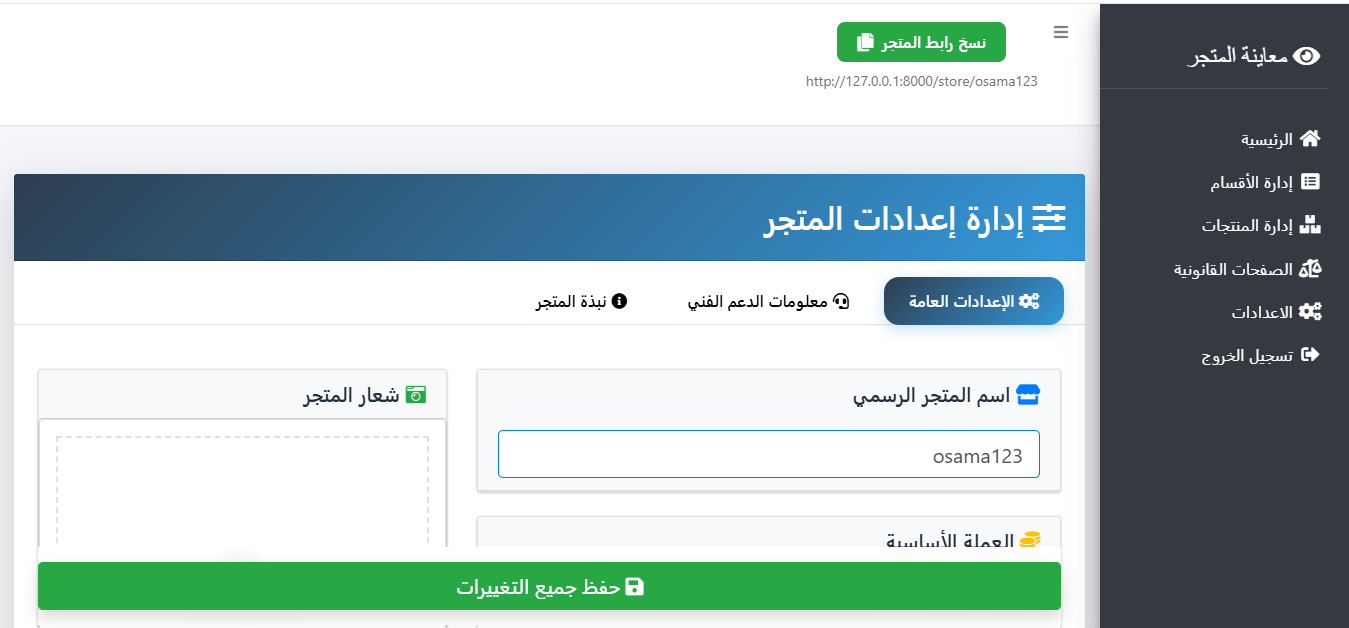 معاينة المتجر
الرئيسية
إدارة الأقسام
إدارة المنتجات
الصفحات القانونية
الاعدادات
تسجيل الخروج
نسخ رابط المتجر
http://127.0.0.1:8000/store/osama123
إدارة إعدادات المتجر
الإعدادات العامة
معلومات الدعم الفني
نبذة المتجر
اسم المتجر الرسمي
osama123
شعار المتجر
العملة الأساسية
حفظ جميع التغييرات